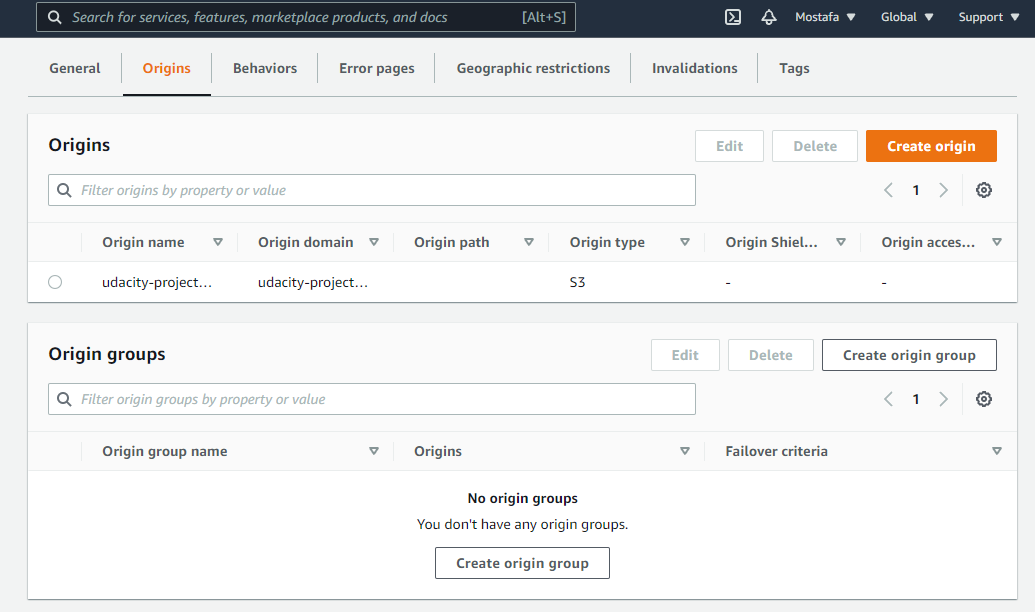 Search for services, features, marketplace products, and docs [Alt+S] Mostafa Global Support
General Origins Behaviors Error pages Geographic restrictions Invalidations Tags
Origins Edit Delete Create origin
Filter origins by property or value 1
Origin name Origin domain Origin path Origin type Origin Shiel... Origin acces...
udacity-project... udacity-project... S3 - -
Origin groups Edit Delete Create origin group
Filter origin groups by property or value 1
Origin group name Origins Failover criteria
No origin groups
You don't have any origin groups.
Create origin group